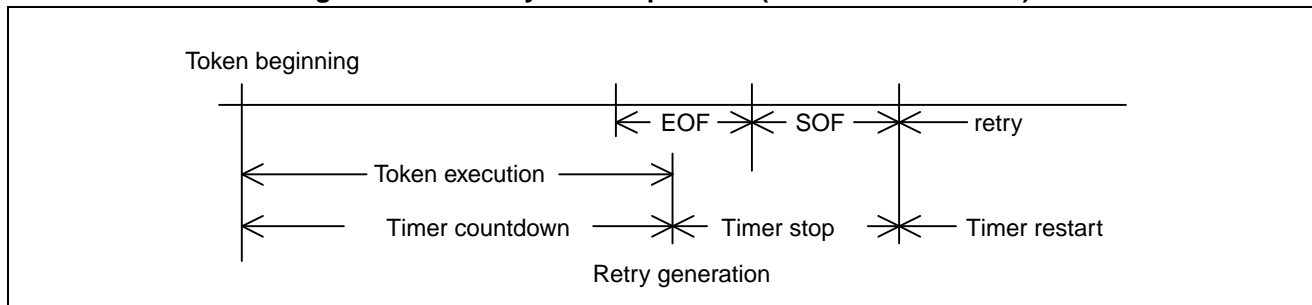 Token beginning
EOF
SOF
retry
Token execution
Timer countdown
Timer stop
Timer restart
Retry generation